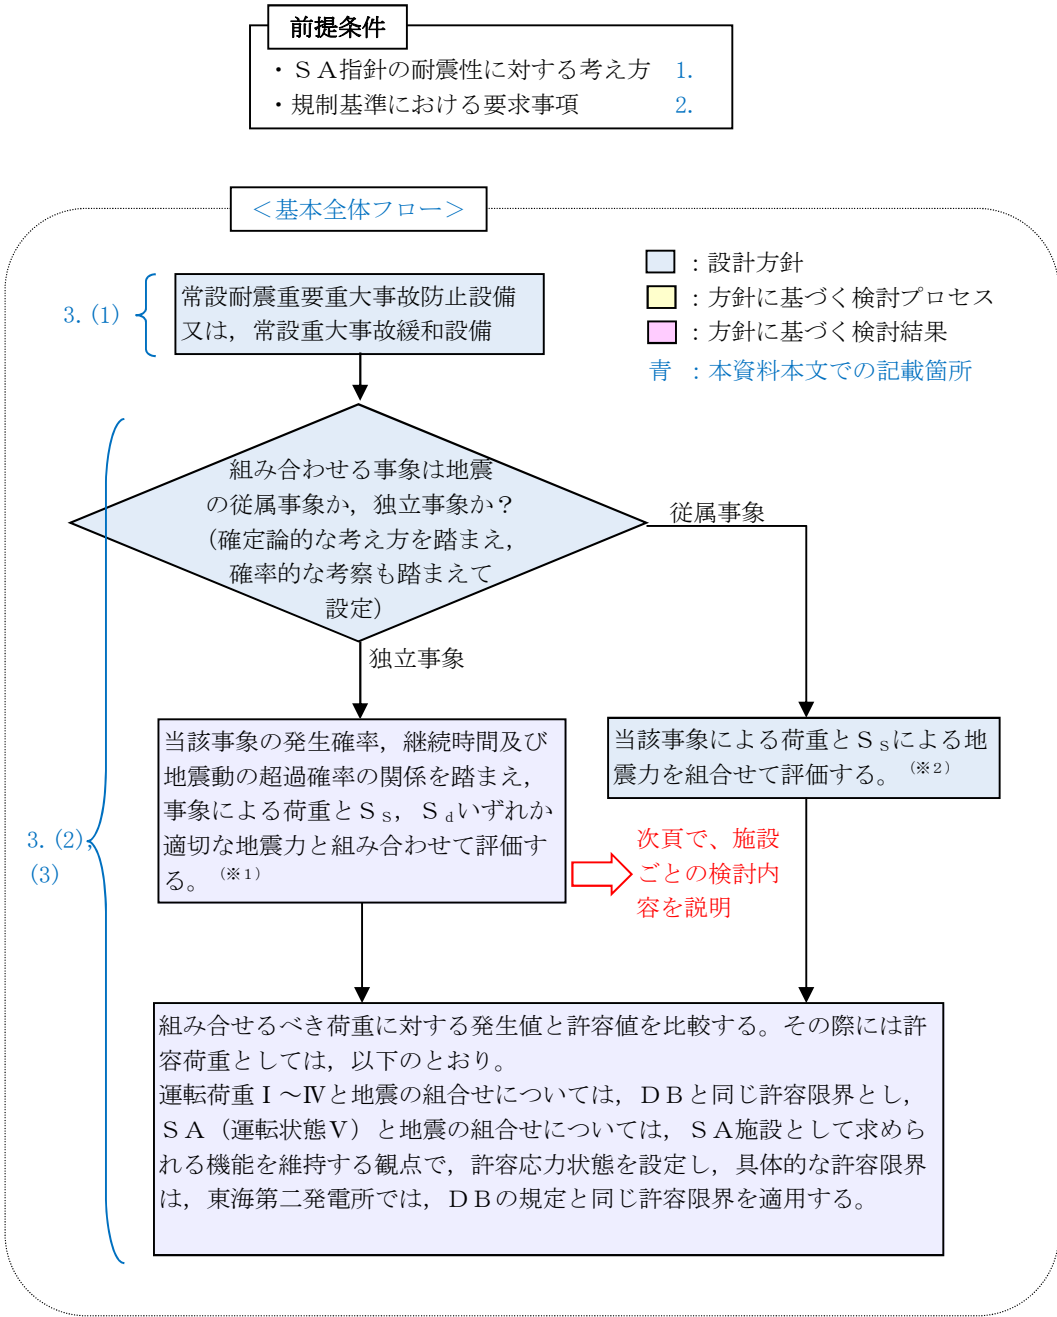 前提条件
・ＳＡ指針の耐震性に対する考え方　1.
・規制基準における要求事項　2.
＜基本全体フロー＞
：設計方針
：方針に基づく検討プロセス
：方針に基づく検討結果
青　：本資料本文での記載箇所
3. (1)
常設耐震重要重大事故防止設備
又は，常設重大事故緩和設備
組み合わせる事象は地震
の従属事象か，独立事象か？
（確定論的な考え方を踏まえ，
確率的な考察も踏まえて
設定）
従属事象
独立事象
当該事象の発生確率，継続時間及び
地震動の超過確率の関係を踏まえ，
事象による荷重とＳｓ，Ｓｄいずれか
適切な地震力と組み合わせて評価す
る。（※１）
当該事象による荷重とＳｓによる地
震力を組合せて評価する。（※２）
次頁で、施設
ごとの検討内
容を説明
3. (2),
(3)
組み合せるべき荷重に対する発生値と許容値を比較する。その際には許
容荷重としては，以下のとおり。
運転荷重Ⅰ～Ⅳと地震の組合せについては，ＤＢと同じ許容限界とし，
ＳＡ（運転状態Ⅴ）と地震の組合せについては，ＳＡ施設として求めら
れる機能を維持する観点で，許容応力状態を設定し，具体的な許容限界
は，東海第二発電所では，ＤＢの規定と同じ許容限界を適用する。